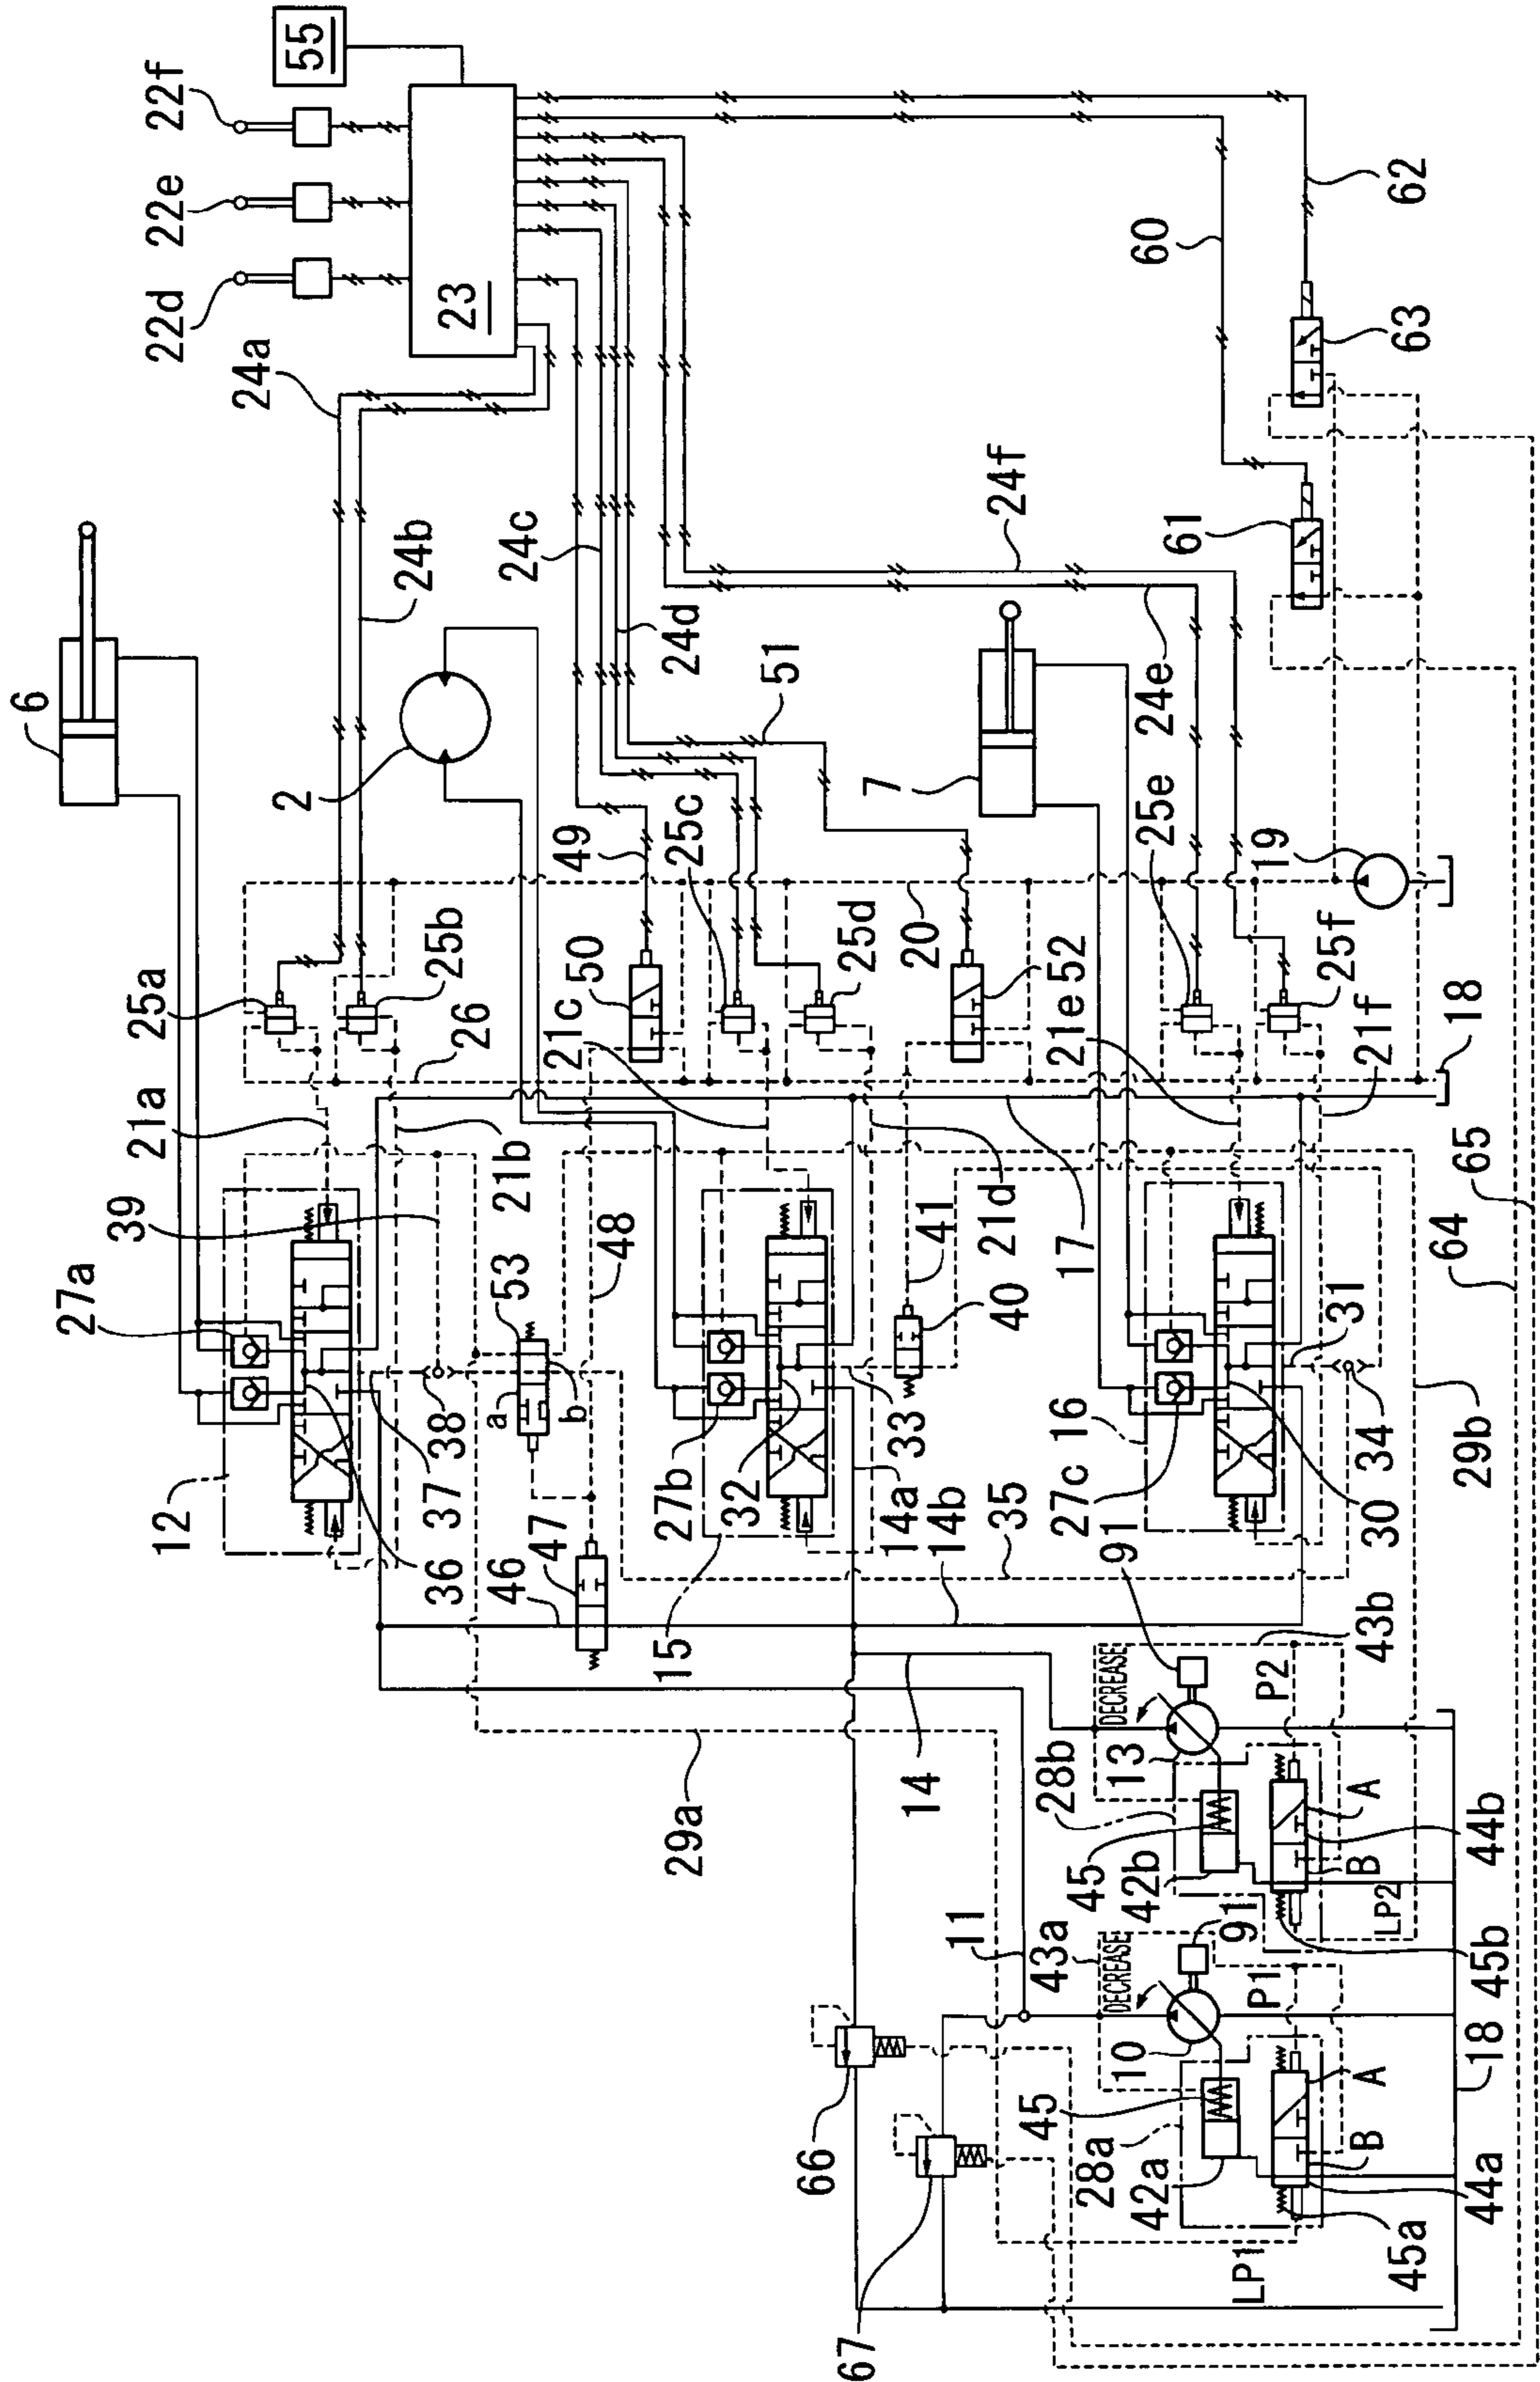 55
22f
22e
22d
23
24a
6
24b
2
24c
24d
49
51
24f
60
62
7
24e
61
63
25a
25b
26
50
25c
21c
25d
20
52
25e
21e
19
25f
21f
18
21a
39
21b
27a
12
37
38
36
53
a
b
48
46
47
27b
32
15
33
14a
14b
35
41
40
21d
17
27c
16
30
31
34
29b
64
65
29a
14
11
91
DECREASE
P2
43b
13
28b
45
42b
A
B
44b
LP2
45b
43a
DECREASE
91
P1
10
45
28a
42a
A
B
44a
45a
LP1
18
66
67